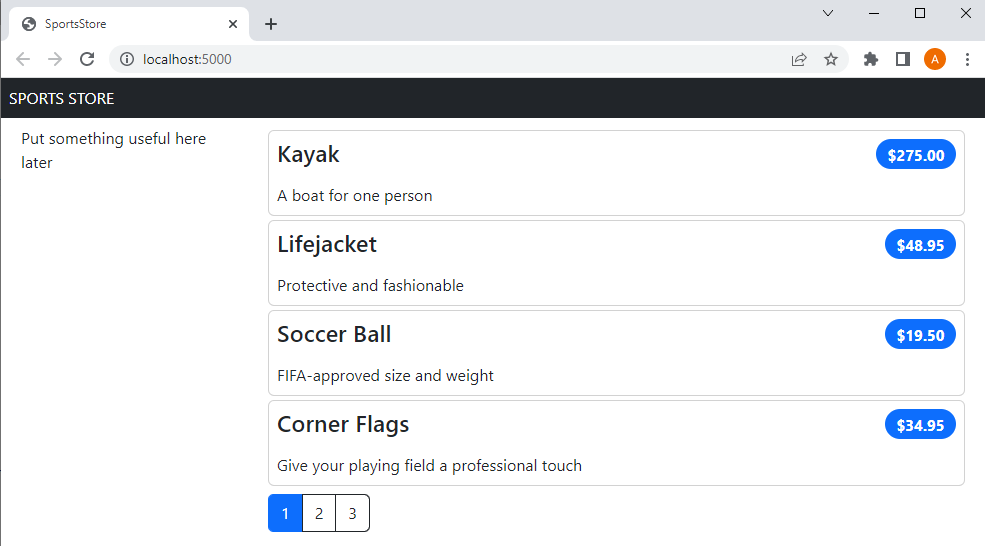 SportsStore
localhost:5000
A
SPORTS STORE
Put something useful here
later
Kayak
$275.00
A boat for one person
Lifejacket
$48.95
Protective and fashionable
Soccer Ball
$19.50
FIFA-approved size and weight
Corner Flags
$34.95
Give your playing field a professional touch
1 2 3